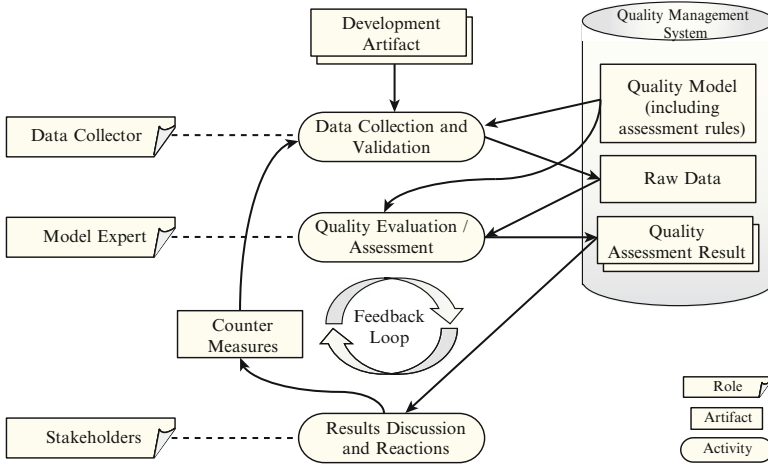 Development
Artifact
Quality Management
System
Quality Model
(including
assessment rules)
Data Collector
Data Collection and
Validation
Raw Data
Model Expert
Quality Evaluation /
Assessment
Quality
Assessment Result
Feedback
Loop
Counter
Measures
Role
Artifact
Stakeholders
Results Discussion
and Reactions
Activity